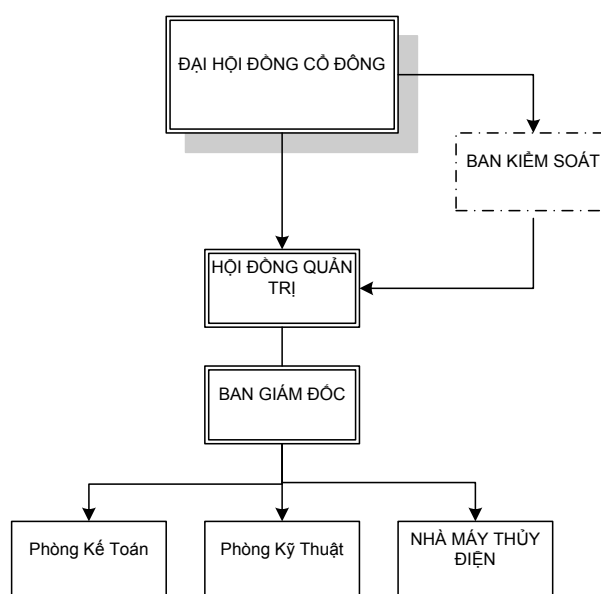 ĐẠI HỘI ĐỒNG CỔ ĐÔNG
BAN KIỂM SOÁT
HỘI ĐỒNG QUẢN
TRỊ
BAN GIÁM ĐỐC
Phòng Kế Toán
Phòng Kỹ Thuật
NHÀ MÁY THỦY
ĐIỆN